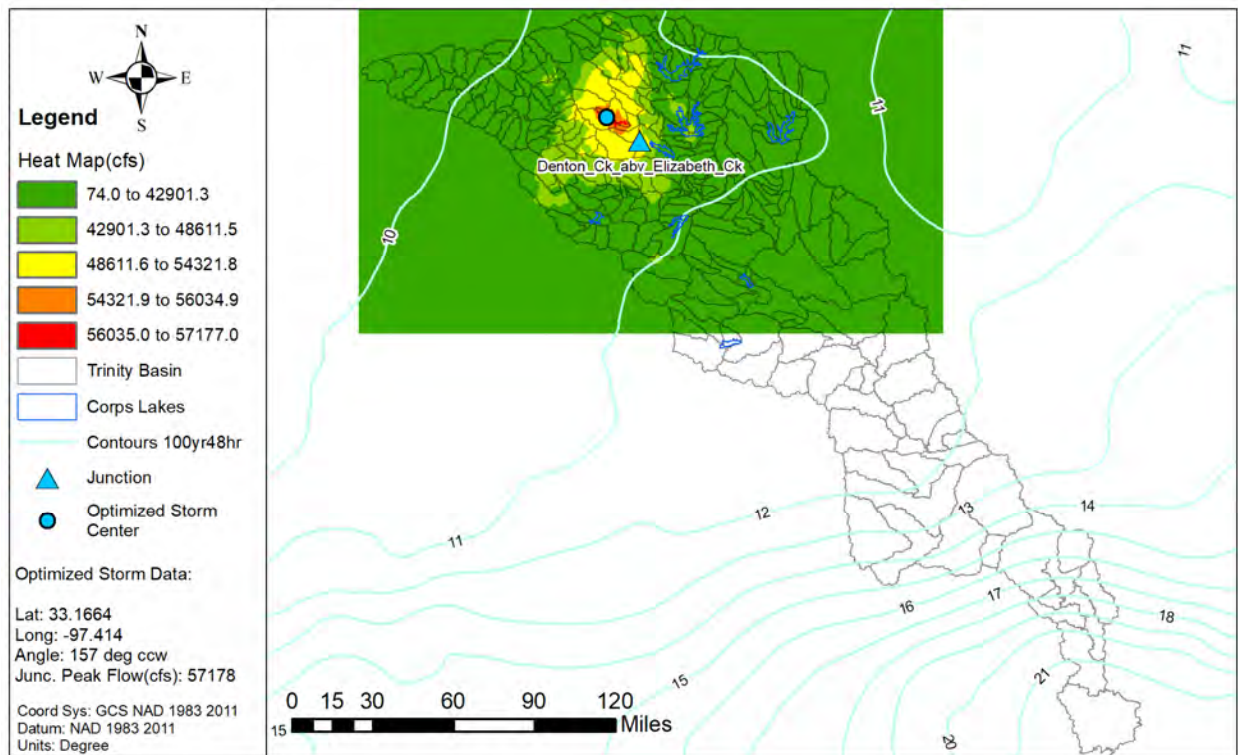 N
W
E
S
Legend
Heat Map(cfs)
74.0 to 42901.3
42901.3 to 48611.5
48611.6 to 54321.8
54321.9 to 56034.9
56035.0 to 57177.0
Trinity Basin
Corps Lakes
Contours 100yr48hr
Junction
Optimized Storm
Center
Optimized Storm Data:
Lat: 33.1664
Long: -97.414
Angle: 157 deg ccw
Junc. Peak Flow(cfs): 57178
Coord Sys: GCS NAD 1983 2011
Datum: NAD 1983 2011
Units: Degree
11
11
Denton_Ck_abv_Elizabeth_Ck
10
12
13
14
11
16
17
18
15
21
20
15
0 15 30 60 90 120
Miles